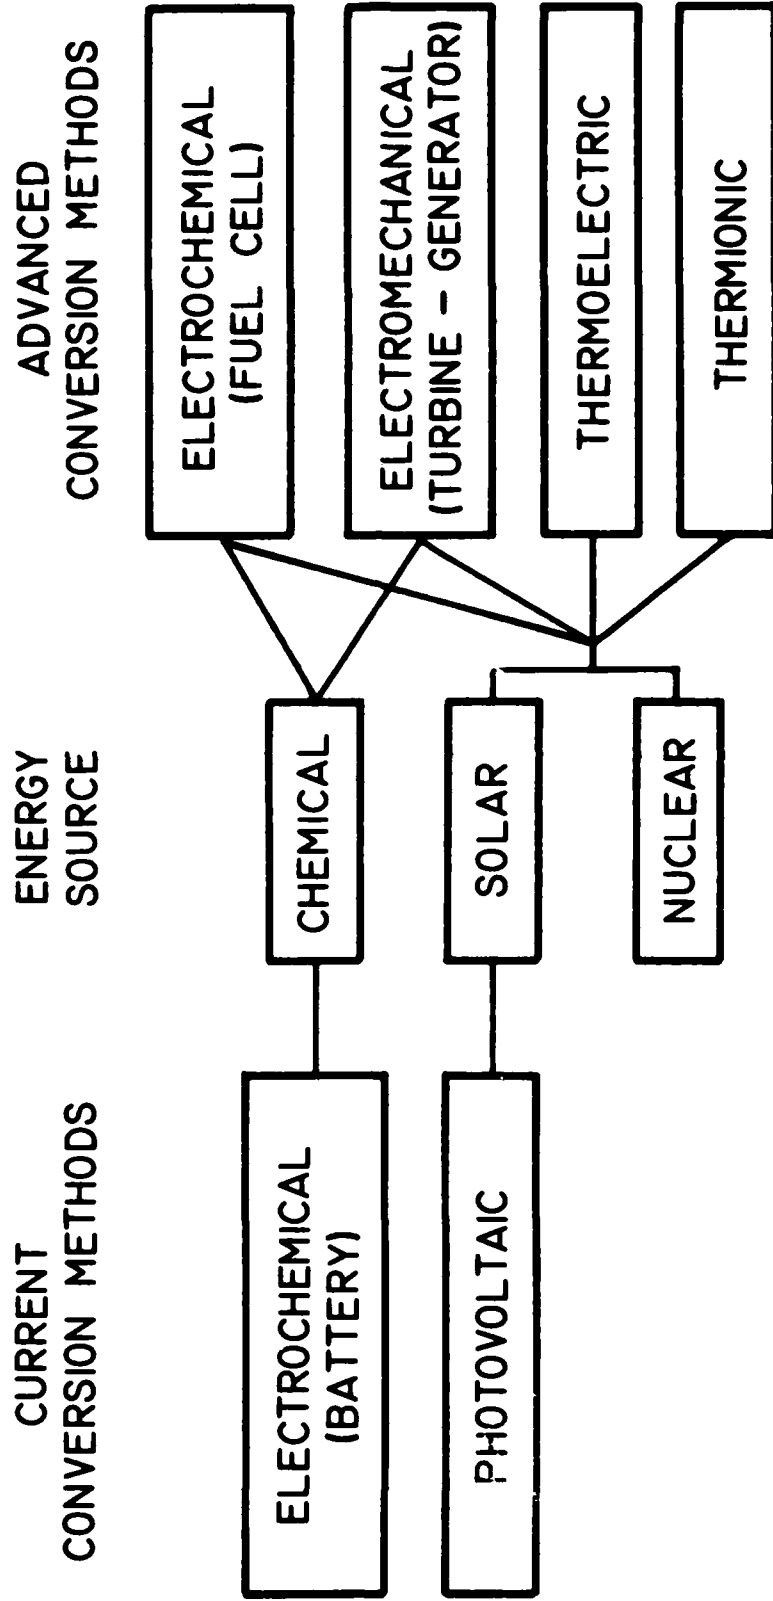 CURRENT
CONVERSION METHODS
ENERGY
SOURCE
ADVANCED
CONVERSION METHODS
ELECTROCHEMICAL
(BATTERY)
PHOTOVOLTAIC
CHEMICAL
SOLAR
NUCLEAR
ELECTROCHEMICAL
(FUEL CELL)
ELECTROMECHANICAL
(TURBINE – GENERATOR)
THERMOELECTRIC
THERMIONIC